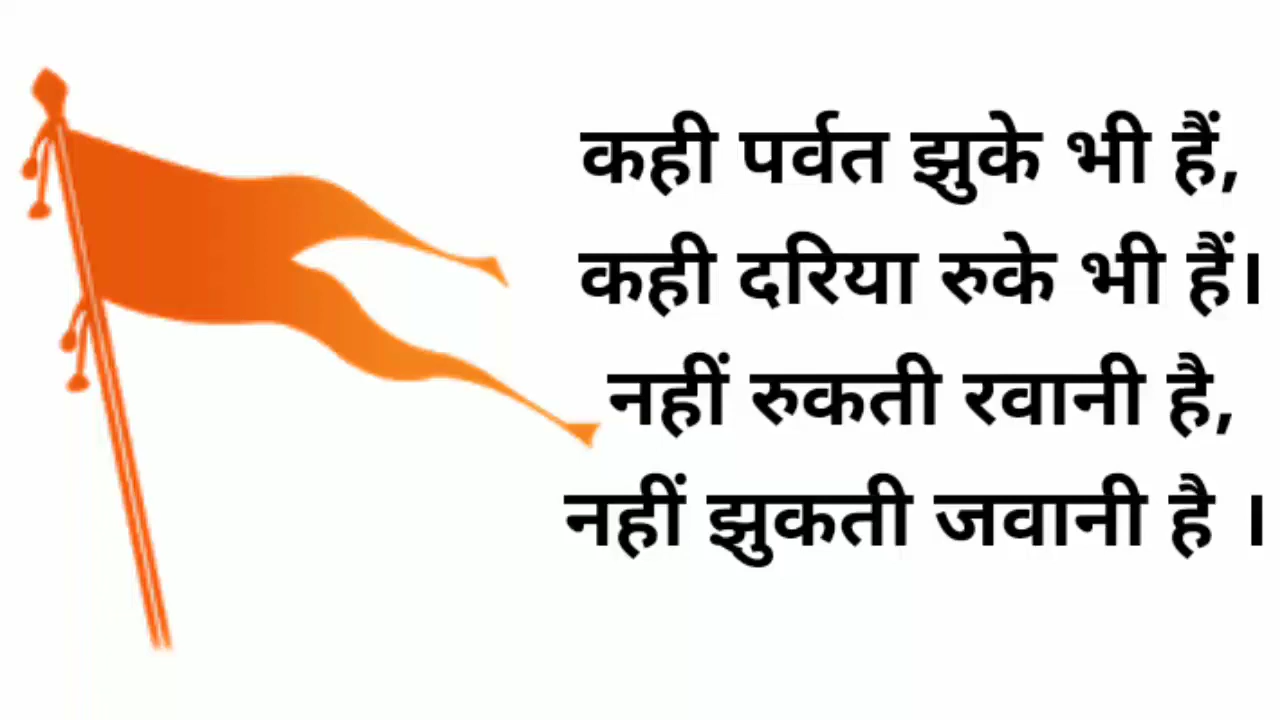 कही पर्वत झुके भी हैं,
कही दरिया रुके भी हैं।
नहीं रुकती रवानी है,
नहीं झुकती जवानी है ।